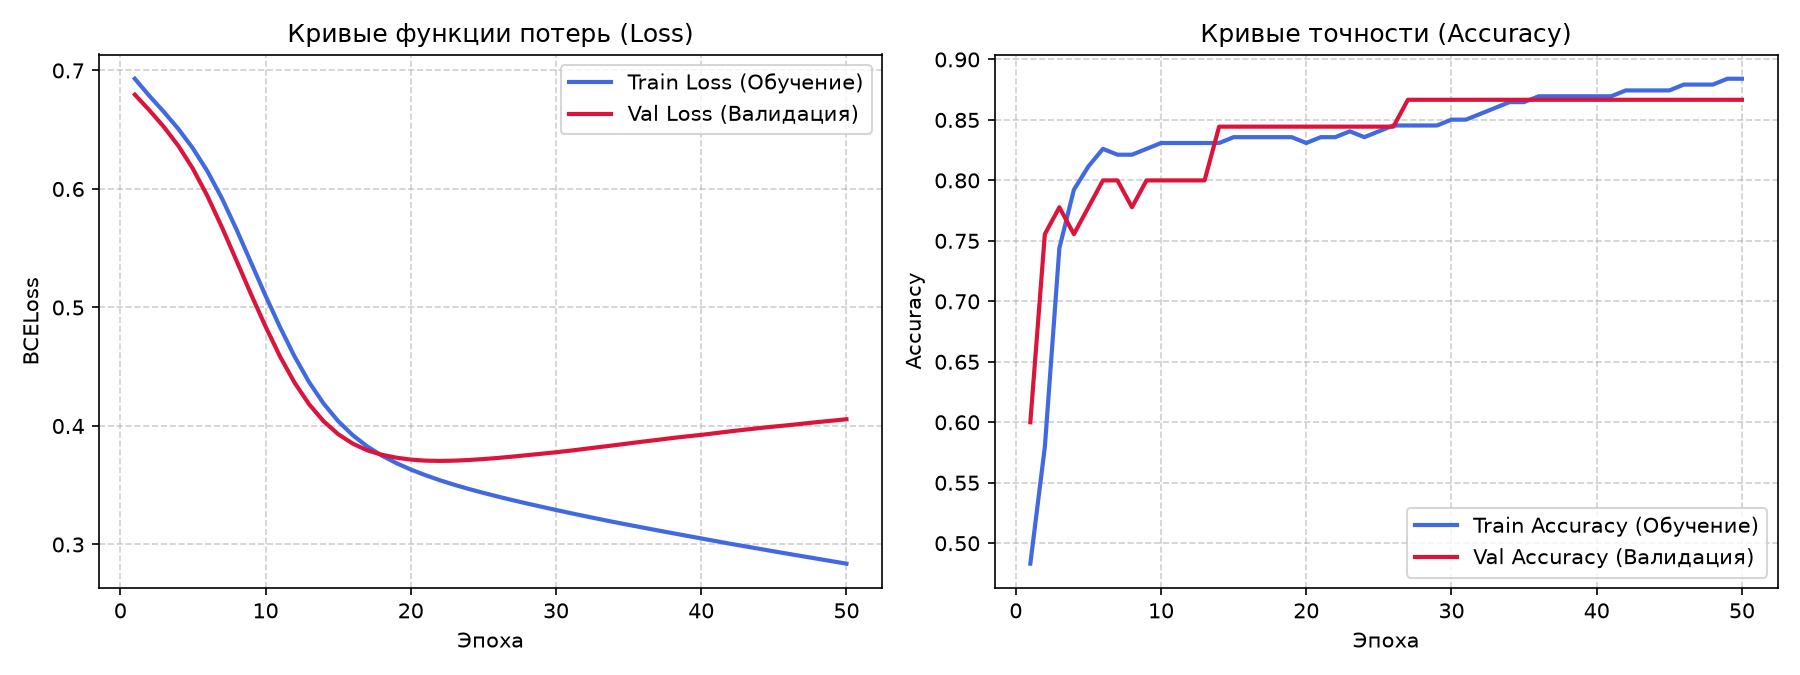 Кривые функции потерь (Loss)
0.7
0.6
0.5
0.4
0.3
BCELoss
0 10 20 30 40 50
Эпоха
Train Loss (Обучение)
Val Loss (Валидация)
Кривые точности (Accuracy)
0.90
0.85
0.80
0.75
0.70
0.65
0.60
0.55
0.50
Accuracy
0 10 20 30 40 50
Эпоха
Train Accuracy (Обучение)
Val Accuracy (Валидация)